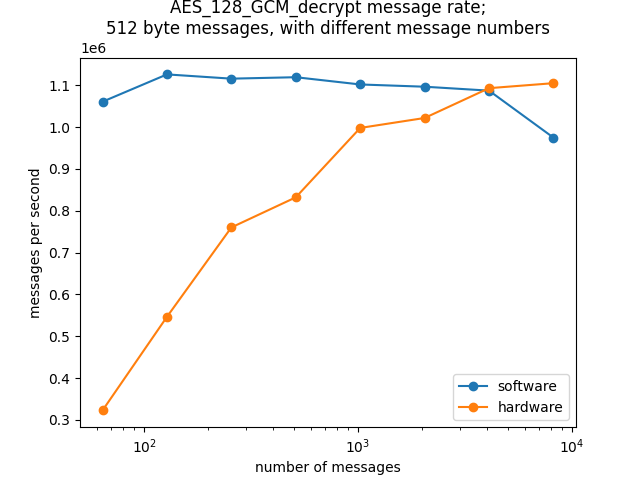 AES_128_GCM_decrypt message rate;
512 byte messages, with different message numbers
1e6
1.1
1.0
0.9
0.8
0.7
0.6
0.5
0.4
0.3
messages per second
10²
10³
10⁴
number of messages
software
hardware